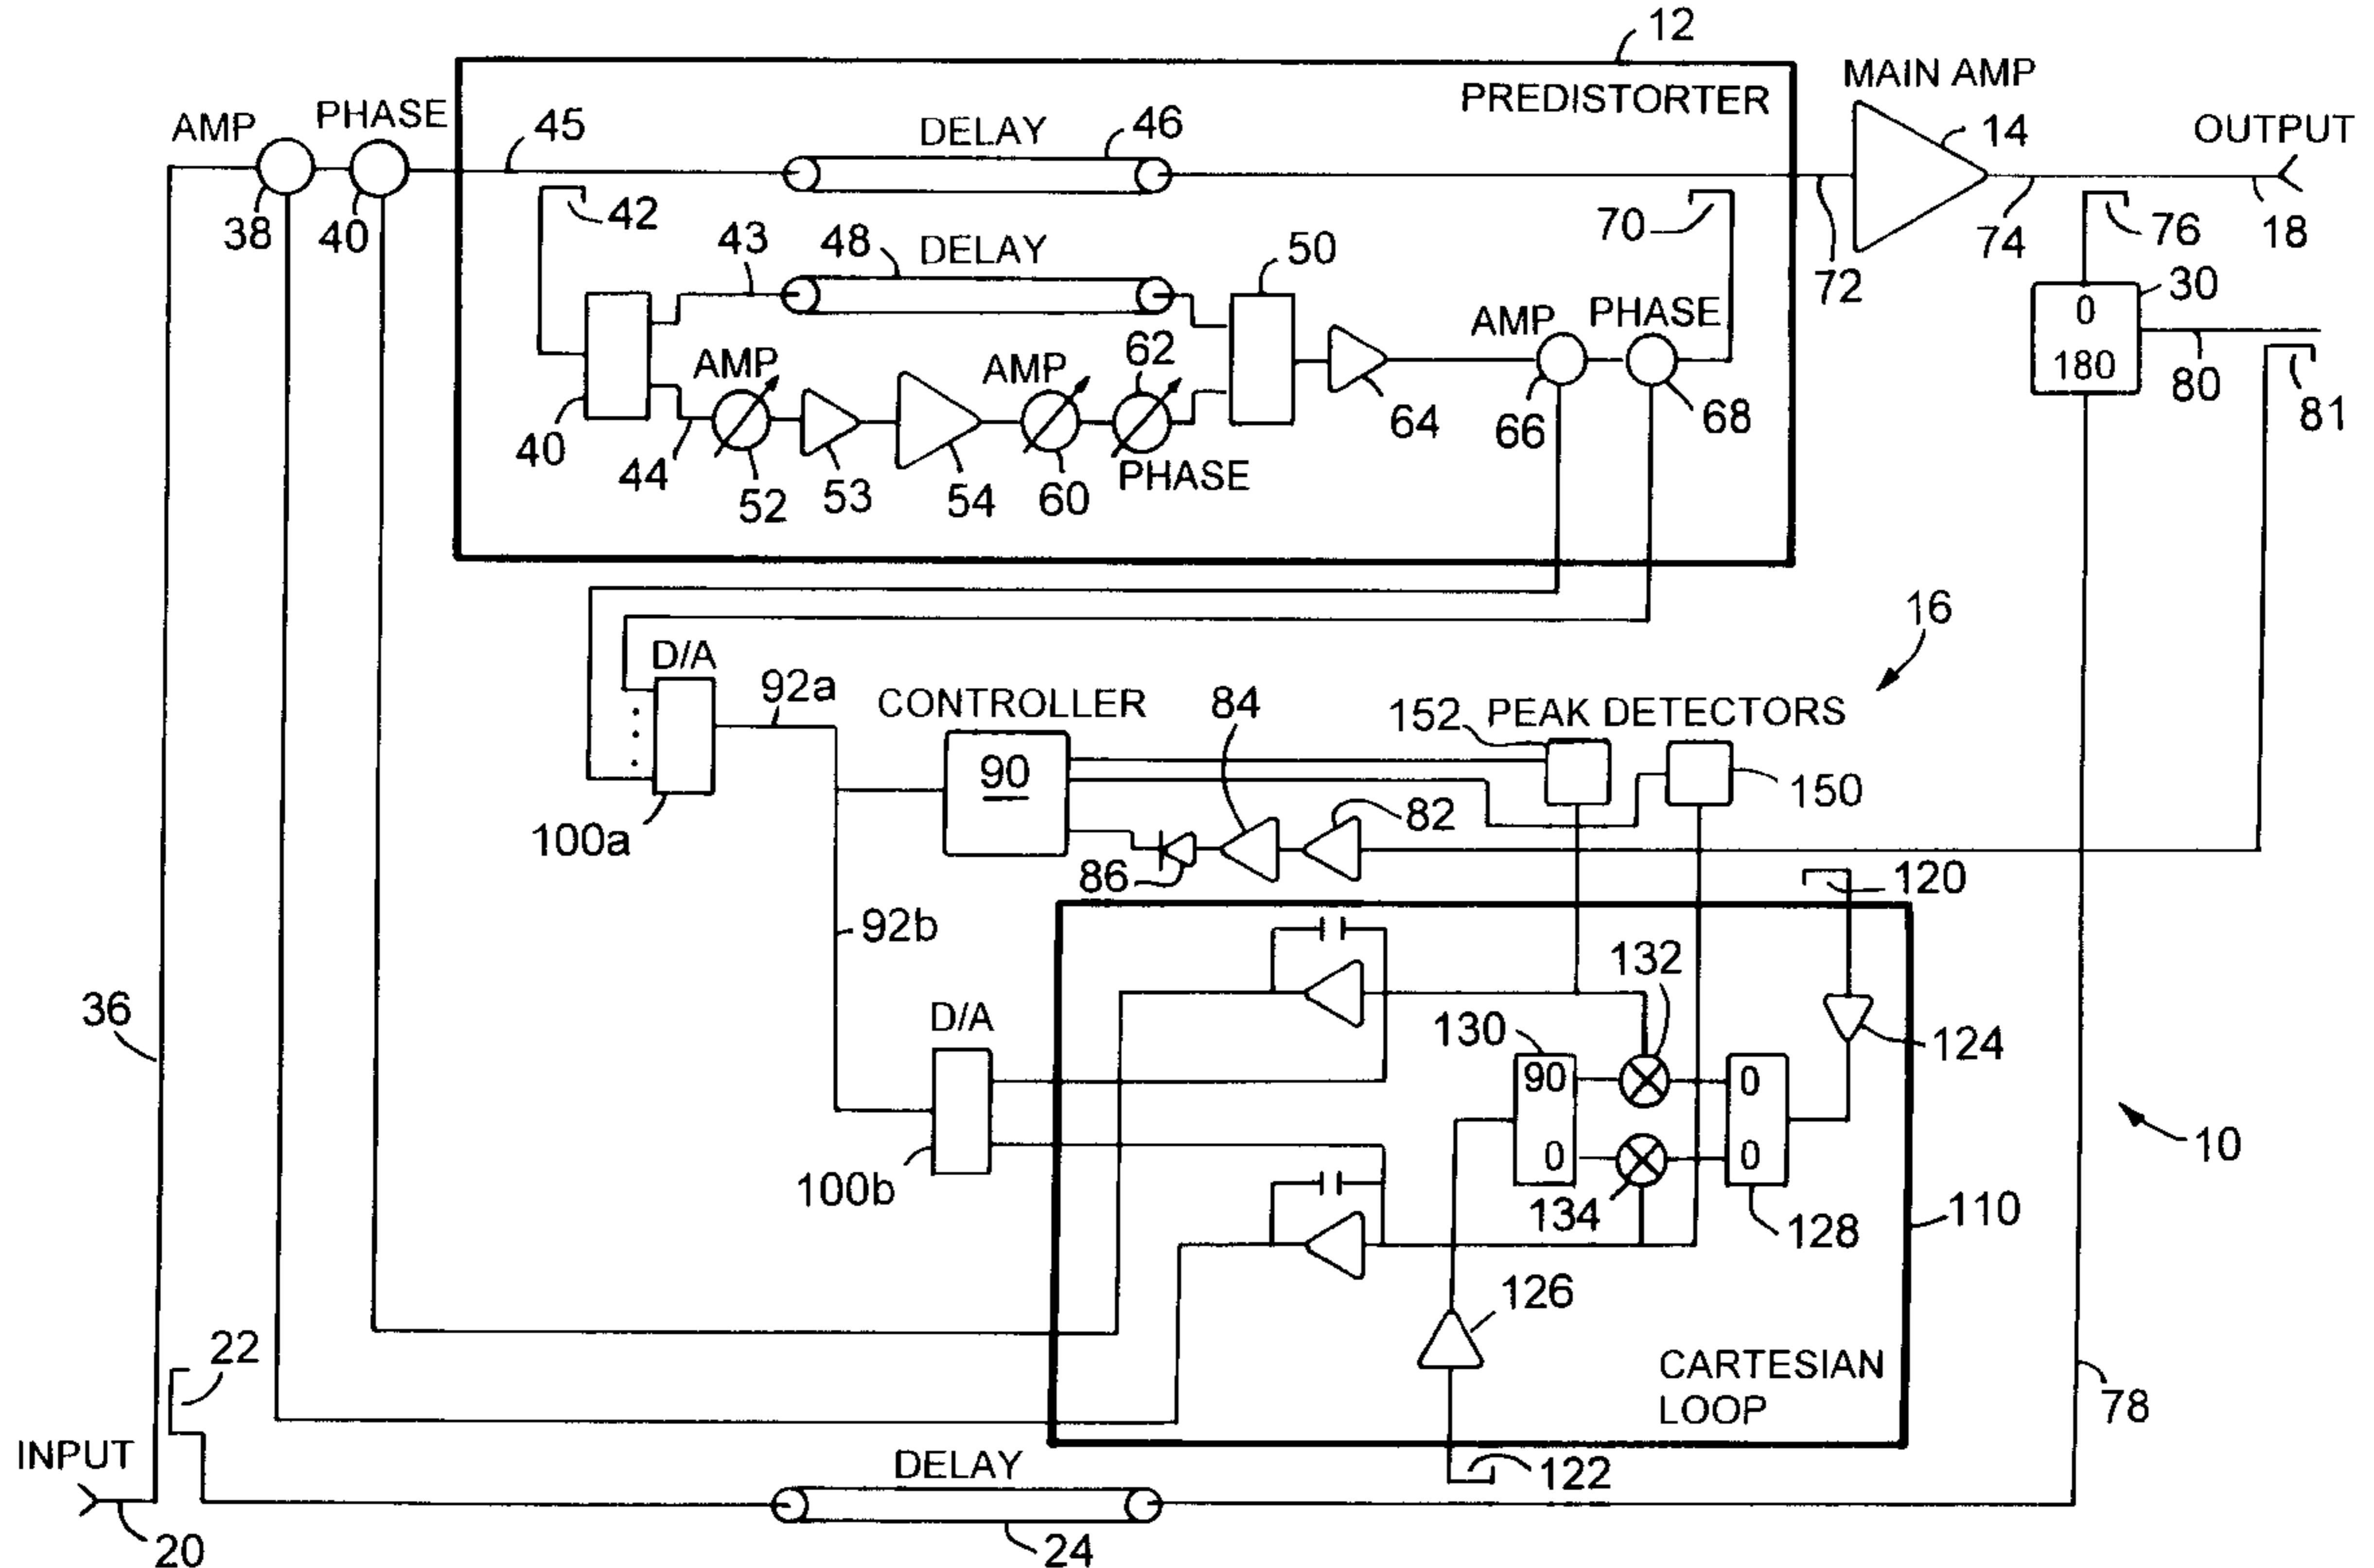 12
PREDISTORTER
MAIN AMP
14
OUTPUT
AMP
PHASE
45
DELAY
46
38
40
42
70
72
74
76
18
43
48
DELAY
50
30
0
180
80
81
AMP
AMP
62
AMP
PHASE
40
44
52
53
54
60
PHASE
64
66
68
16
D/A
92a
CONTROLLER
84
152
PEAK DETECTORS
90
150
82
100a
86
120
92b
132
36
D/A
130
124
90
0
0
0
10
100b
134
128
110
126
22
CARTESIAN
LOOP
78
INPUT
DELAY
122
20
24